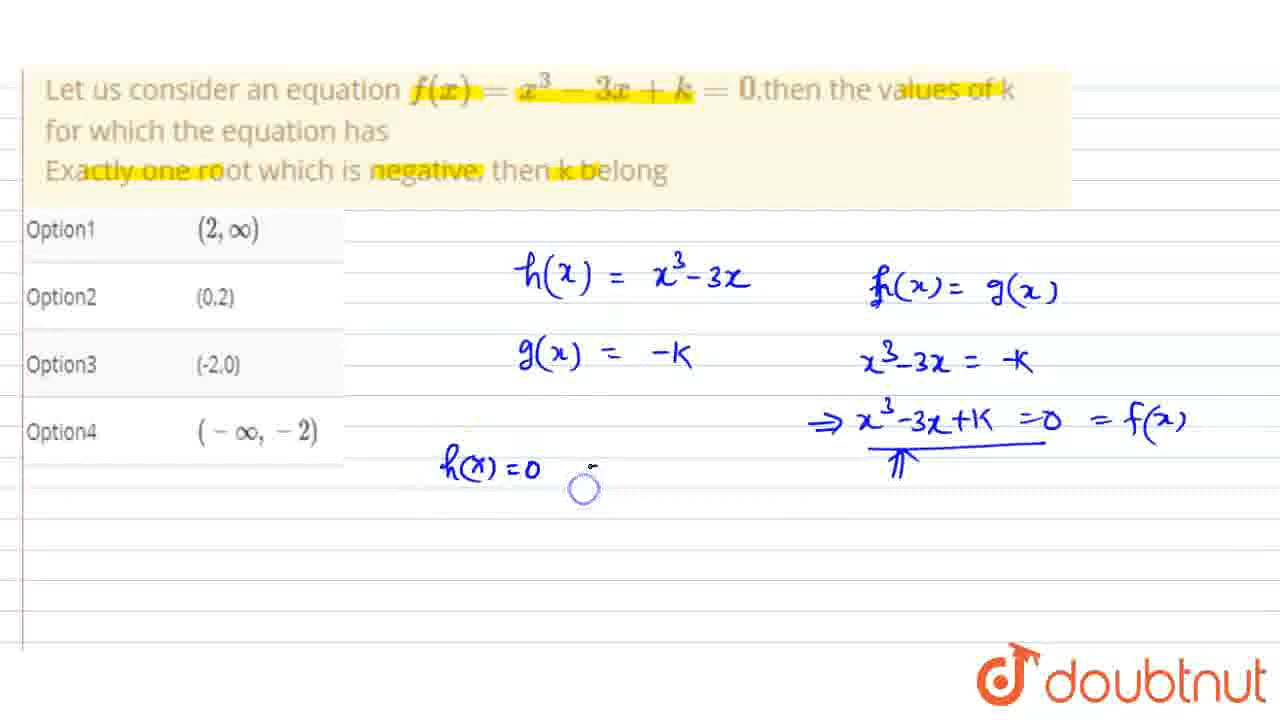 Let us consider an equation f(x) = x³ − 3x + k = 0.then the values of k
for which the equation has
Exactly one root which is negative, then k belong
Option1 (2, ∞)
Option2 (0,2)
Option3 (-2,0)
Option4 (− ∞, − 2)
h(x) = x³ - 3x
g(x) = -K
h(x) = g(x)
x³ - 3x = -K
⇒ x³ - 3x + K = 0 = f(x)
h(x) = 0
doubtnut